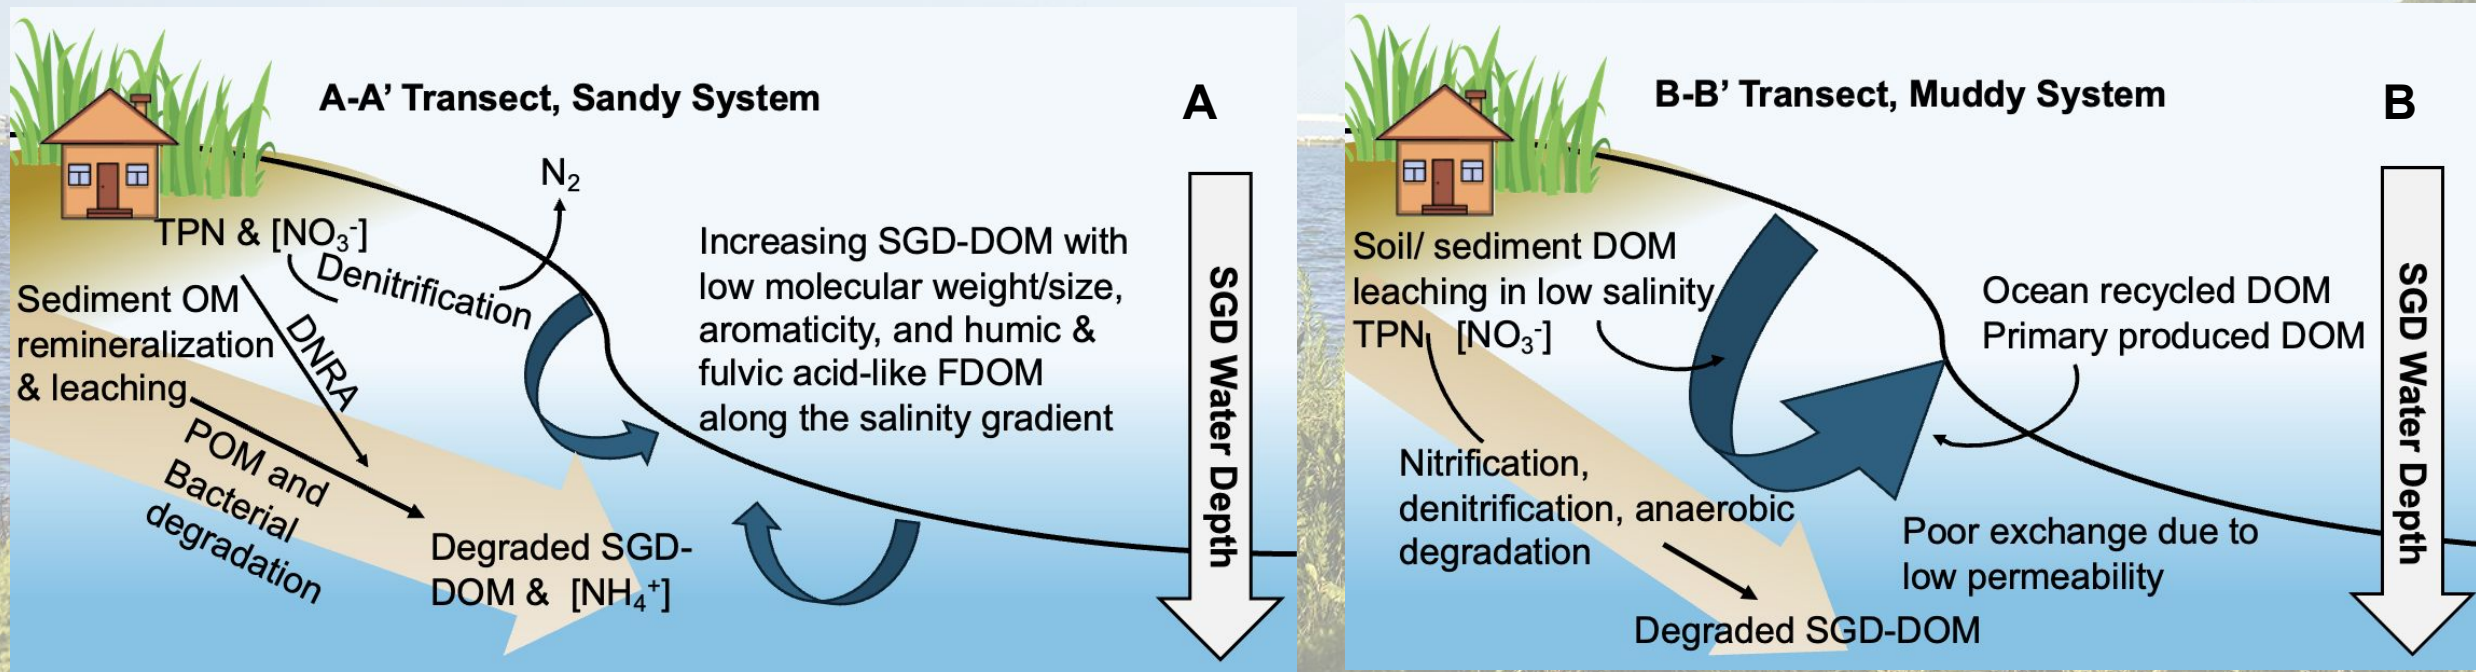 A-A’ Transect, Sandy System
A
N₂
TPN & [NO₃⁻]
Denitrification
Sediment OM
remineralization
& leaching
DNRA
POM and
Bacterial
degradation
Degraded SGD-
DOM & [NH₄⁺]
Increasing SGD-DOM with
low molecular weight/size,
aromaticity, and humic &
fulvic acid-like FDOM
along the salinity gradient
SGD Water Depth
B-B’ Transect, Muddy System
B
Soil/ sediment DOM
leaching in low salinity
TPN [NO₃⁻]
Nitrification,
denitrification, anaerobic
degradation
Degraded SGD-DOM
Ocean recycled DOM
Primary produced DOM
Poor exchange due to
low permeability
SGD Water Depth